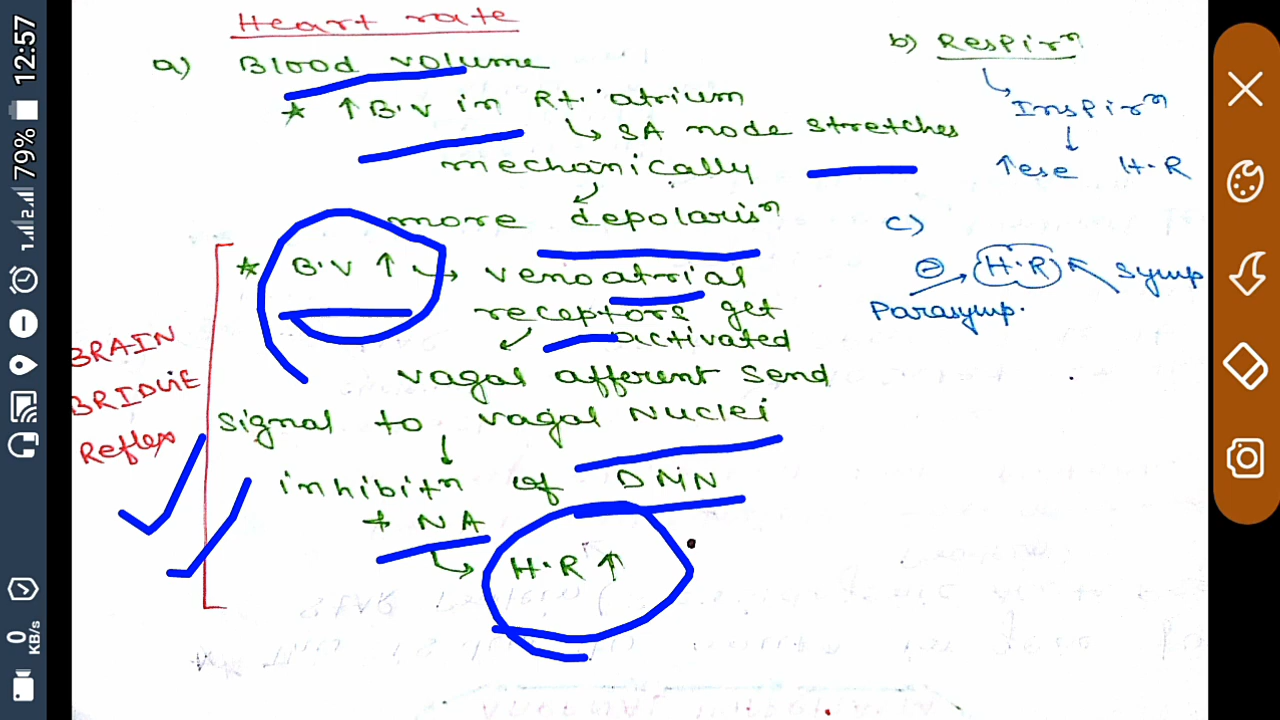 Heart rate
a) Blood volume
* ↑ B.V in Rt. atrium
↳ SA node stretches
mechanically
more depolarisⁿ
* B.V ↑ → venoatrial
receptors get
activated
vagal afferent send
signal to vagal Nuclei
↓
inhibitn of DMN
+ NA
↳ H.R ↑
BRAIN
BRIDGE
Reflex
b) Respirⁿ
↳ Inspirⁿ
↓
↑ese H.R
c)
⊖ → H.R ← Symp
Parasymp.
12:57
79%
0
KB/s